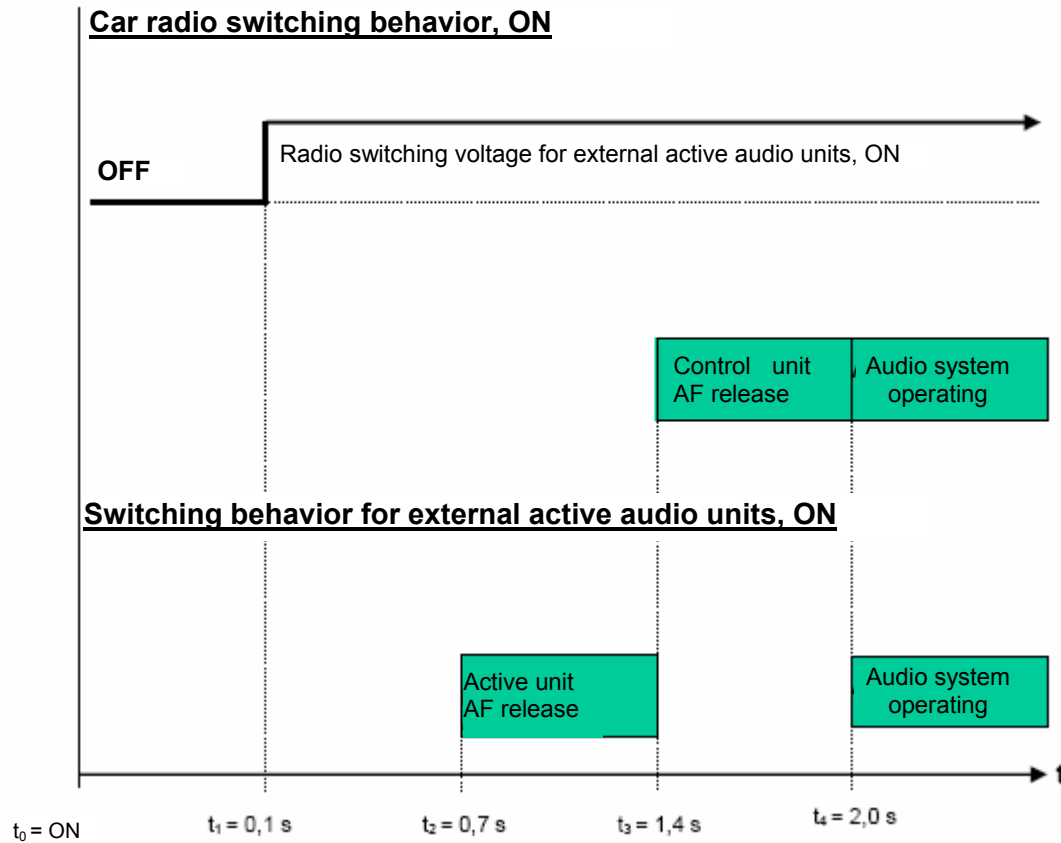 Car radio switching behavior, ON
OFF
Radio switching voltage for external active audio units, ON
Control unit
AF release
Audio system
operating
Switching behavior for external active audio units, ON
Active unit
AF release
Audio system
operating
t
t₀ = ON
t₁ = 0,1 s
t₂ = 0,7 s
t₃ = 1,4 s
t₄ = 2,0 s